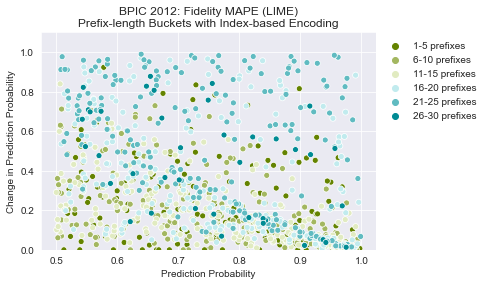 BPIC 2012: Fidelity MAPE (LIME)
Prefix-length Buckets with Index-based Encoding
Change in Prediction Probability
1.0
0.8
0.6
0.4
0.2
0.0
0.5 0.6 0.7 0.8 0.9 1.0
Prediction Probability
1-5 prefixes
6-10 prefixes
11-15 prefixes
16-20 prefixes
21-25 prefixes
26-30 prefixes